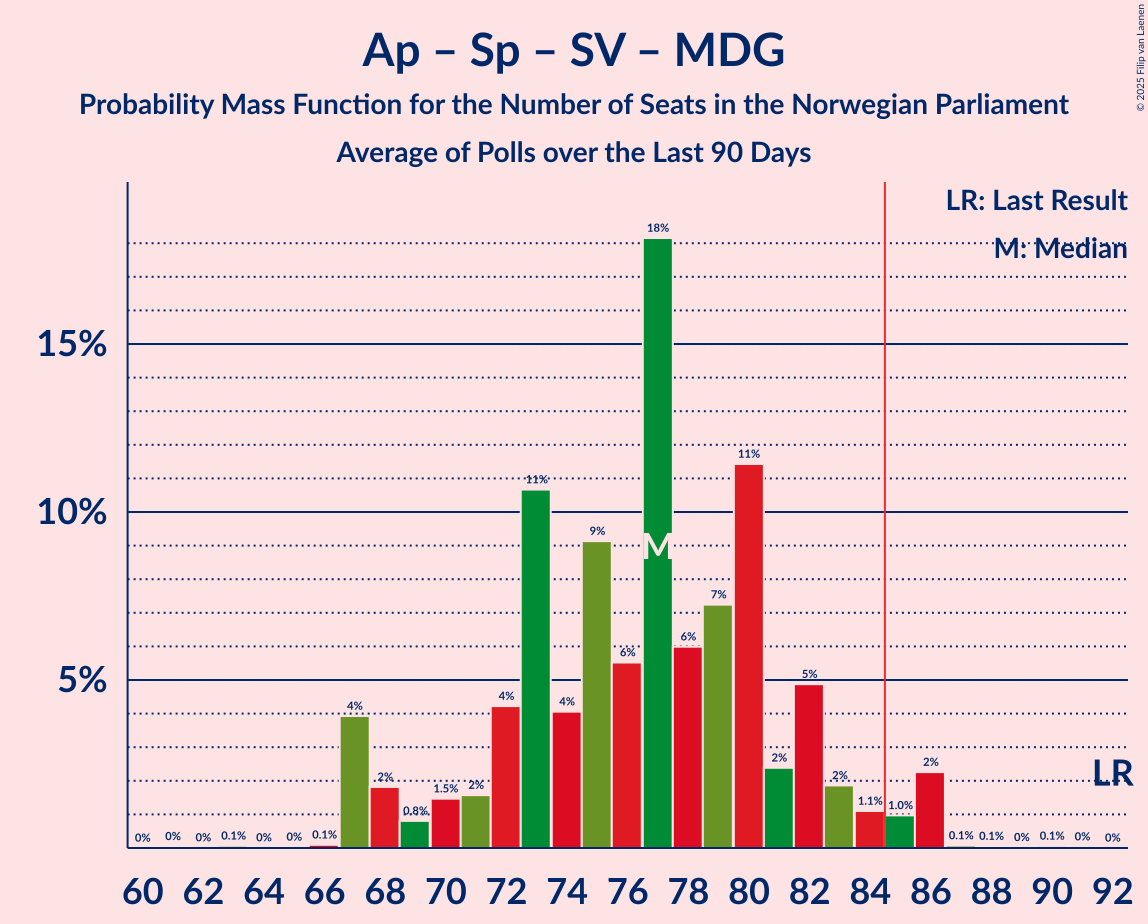 Ap – Sp – SV – MDG
Probability Mass Function for the Number of Seats in the Norwegian Parliament
Average of Polls over the Last 90 Days
© 2025 Filip van Laenen
LR: Last Result
M: Median
15%
10%
5%
0% 0% 0% 0.1% 0% 0% 0.1% 4% 2% 0.8% 1.5% 2% 4% 11% 4% 9% 6% 18% 6% 7% 11% 2% 5% 2% 1.1% 1.0% 2% 0.1% 0.1% 0% 0.1% 0% 0%
M
LR
60 62 64 66 68 70 72 74 76 78 80 82 84 86 88 90 92